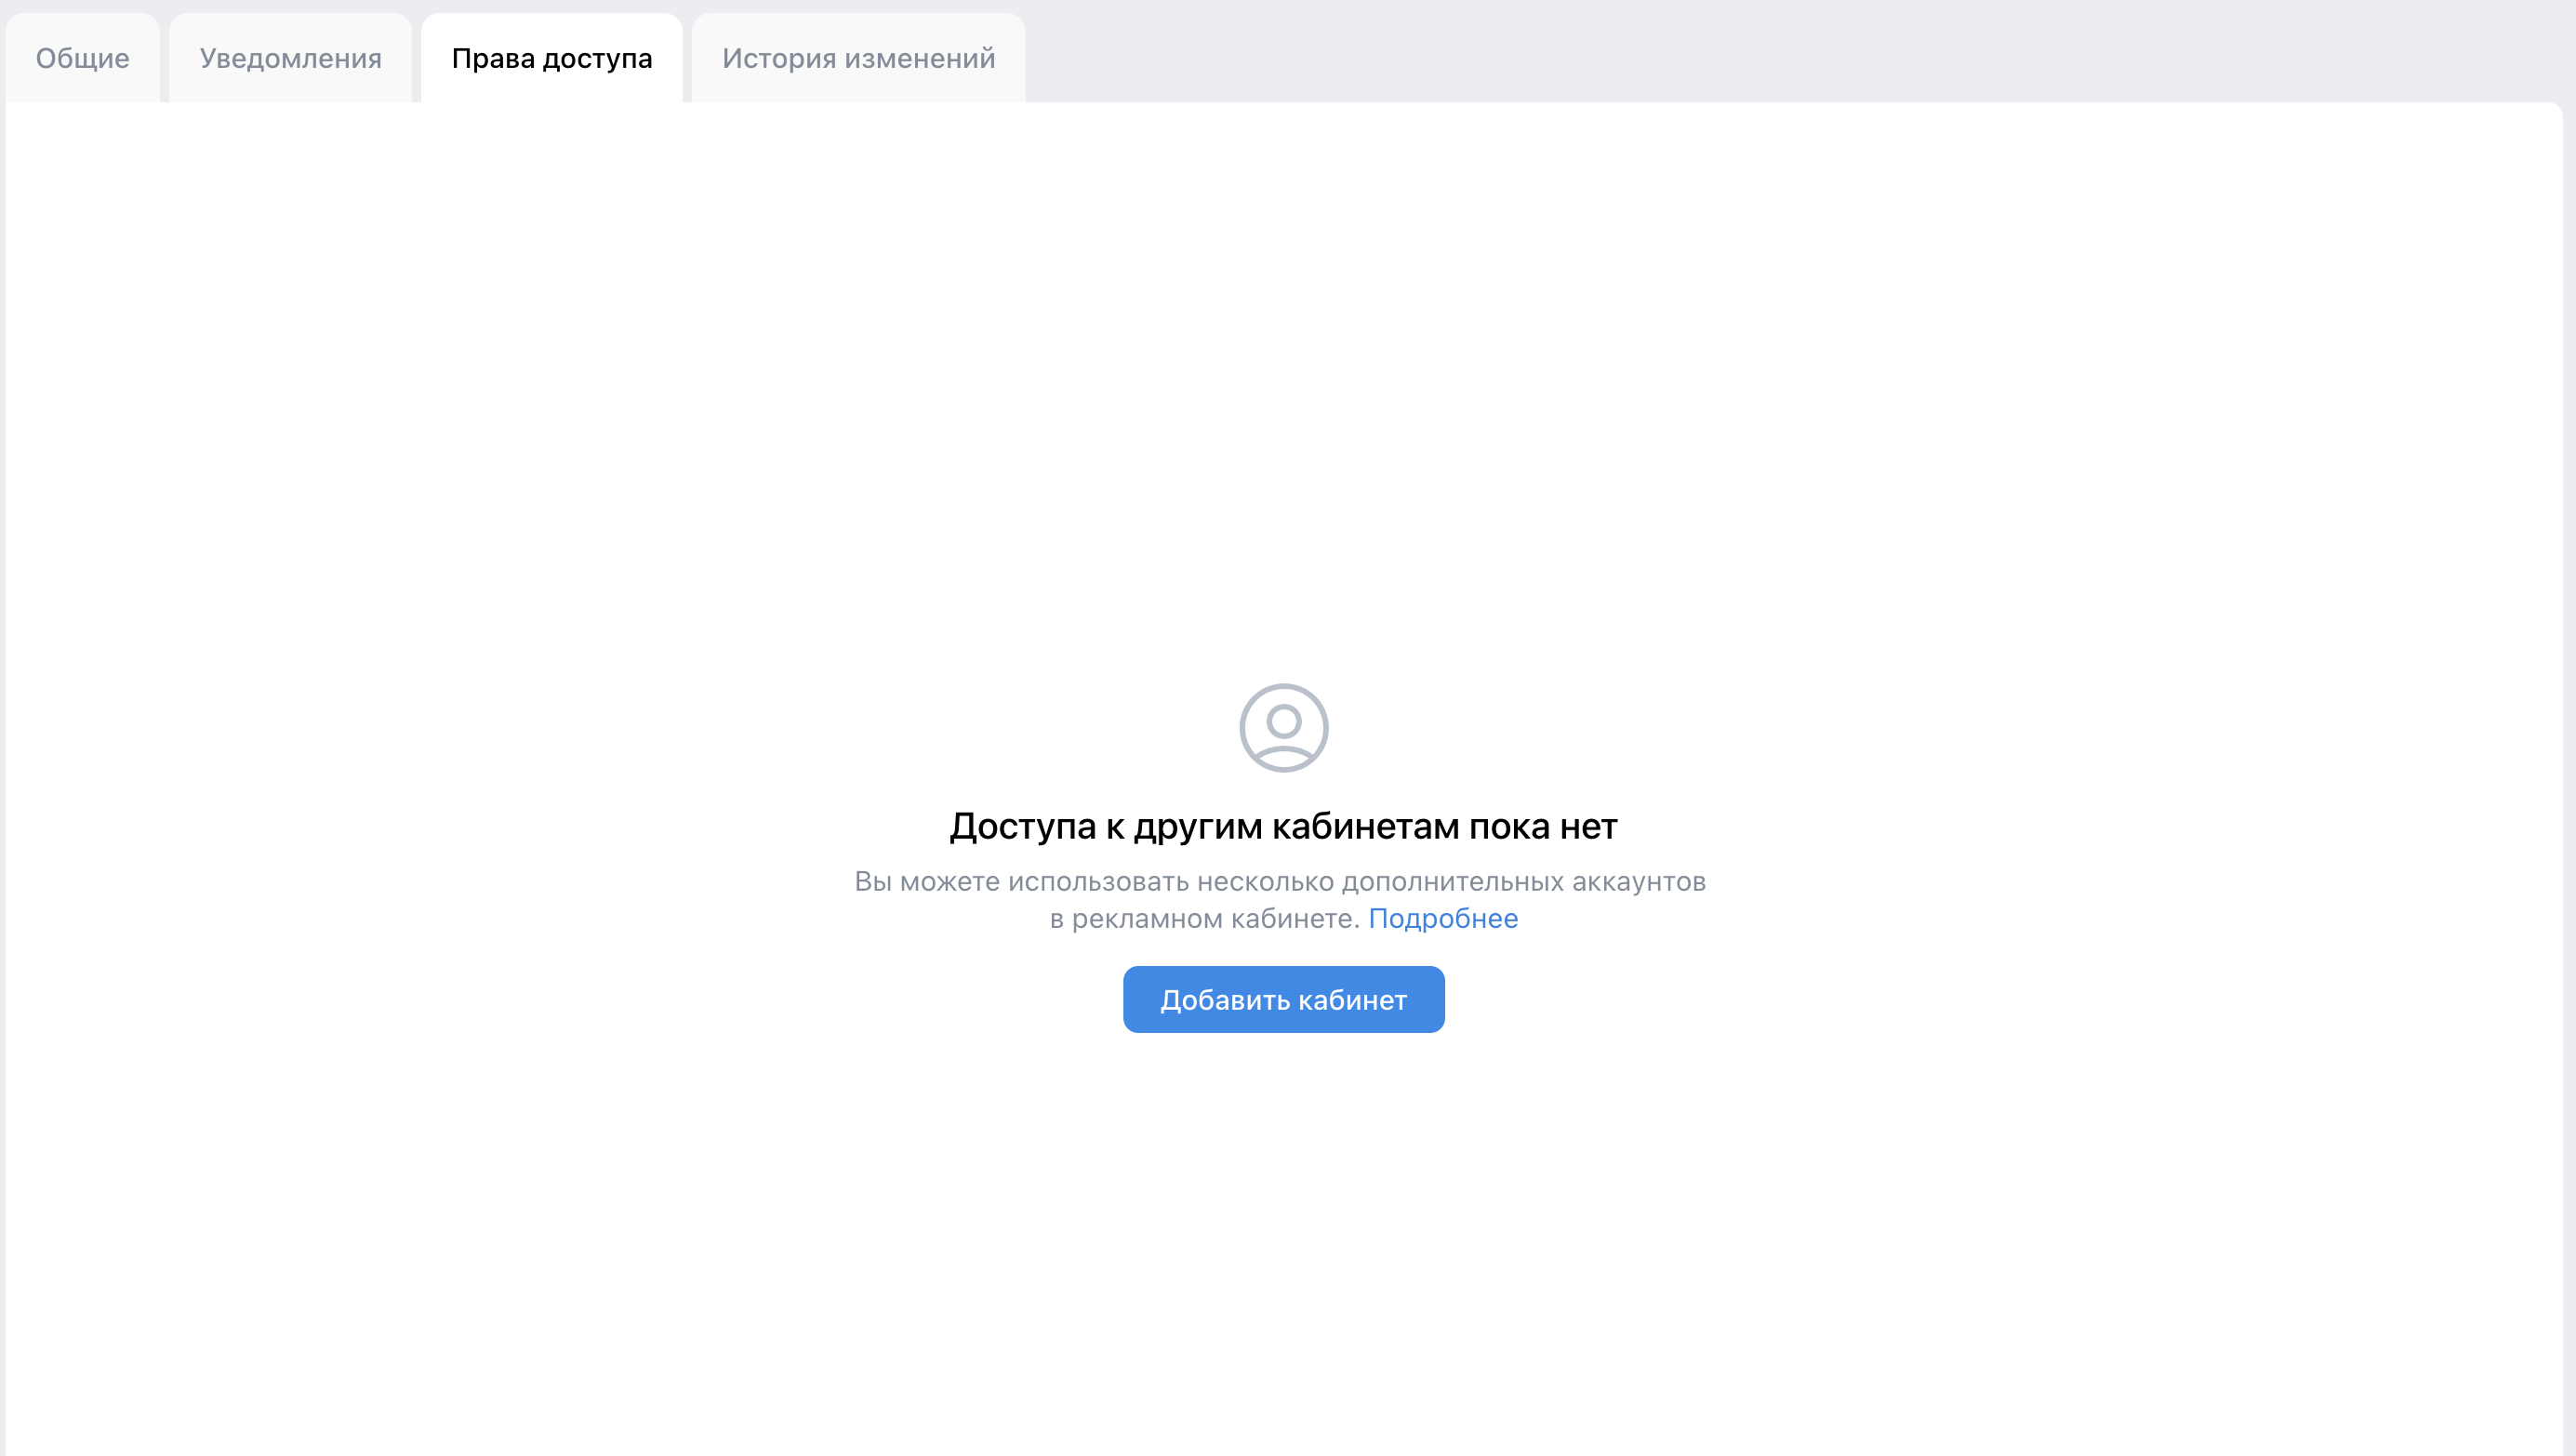 Общие
Уведомления
Права доступа
История изменений
Доступа к другим кабинетам пока нет
Вы можете использовать несколько дополнительных аккаунтов
в рекламном кабинете. Подробнее
Добавить кабинет